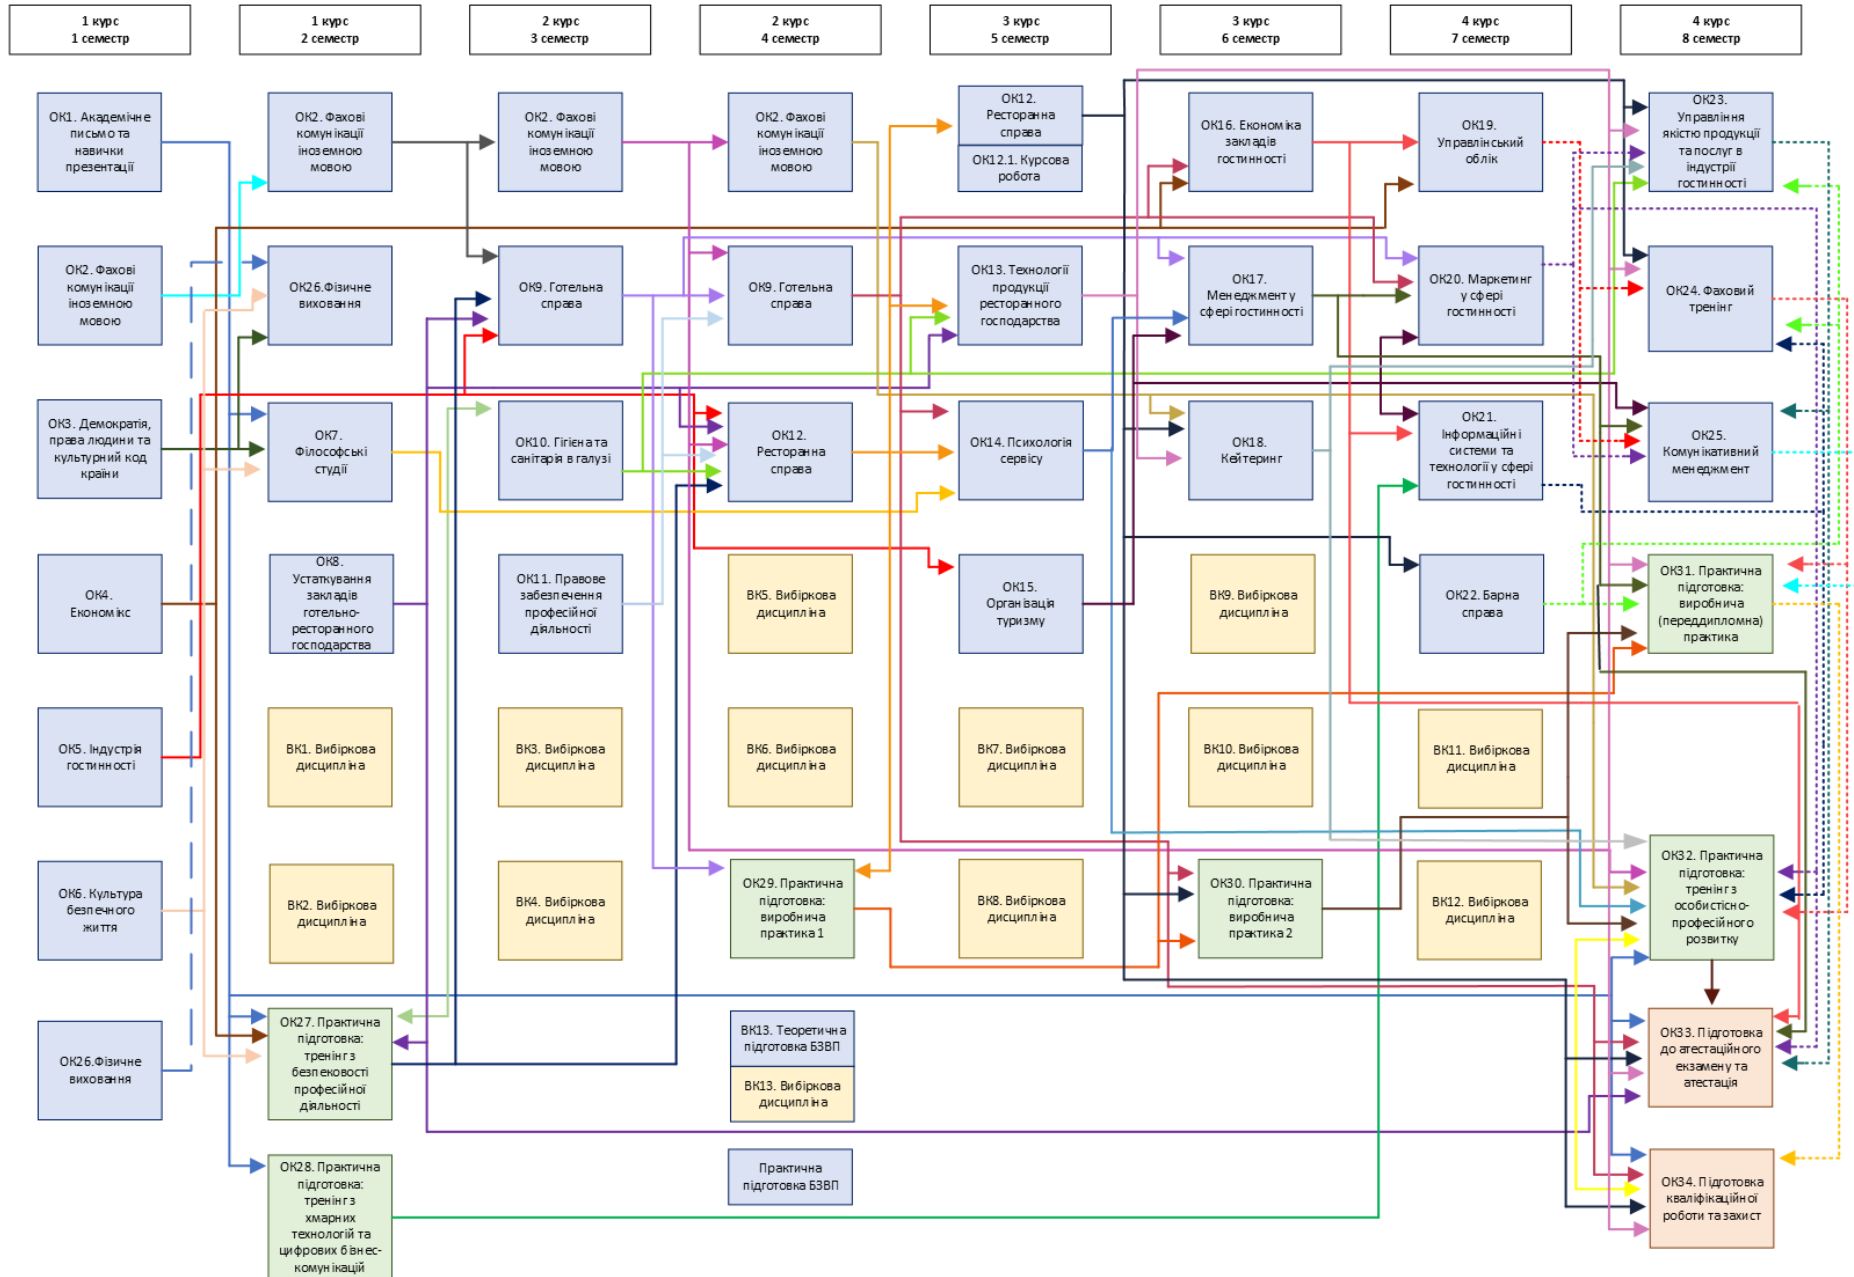 1 курс
1 семестр
1 курс
2 семестр
2 курс
3 семестр
2 курс
4 семестр
3 курс
5 семестр
3 курс
6 семестр
4 курс
7 семестр
4 курс
8 семестр
ОК1. Академічне
письмо та
навички
презентації
ОК2. Фахові
комунікації
іноземною
мовою
ОК2. Фахові
комунікації
іноземною
мовою
ОК2. Фахові
комунікації
іноземною
мовою
ОК12.
Ресторанна
справа
ОК12.1. Курсова
робота
ОК16. Економіка
закладів
гостинності
ОК19.
Управлінський
облік
ОК23.
Управління
якістю продукції
та послуг в
індустрії
гостинності
ОК2. Фахові
комунікації
іноземною
мовою
ОК26.Фізичне
виховання
ОК9. Готельна
справа
ОК9. Готельна
справа
ОК13. Технології
продукції
ресторанного
господарства
ОК17.
Менеджмент у
сфері гостинності
ОК20. Маркетинг
у сфері
гостинності
ОК24. Фаховий
тренінг
ОК3. Демократія,
права людини та
культурний код
країни
ОК7.
Філософські
студії
ОК10. Гігієна та
санітарія в галузі
ОК12.
Ресторанна
справа
ОК14. Психологія
сервісу
ОК18.
Кейтеринг
ОК21.
Інформаційні
системи та
технології у сфері
гостинності
ОК25.
Комунікативний
менеджмент
ОК4.
Економікс
ОК8.
Устаткування
закладів
готельно-
ресторанного
господарства
ОК11. Правове
забезпечення
професійної
діяльності
ВК5. Вибіркова
дисципліна
ОК15.
Організація
туризму
ВК9. Вибіркова
дисципліна
ОК22. Барна
справа
ОК31. Практична
підготовка:
виробнича
(переддипломна)
практика
ОК5. Індустрія
гостинності
ВК1. Вибіркова
дисципліна
ВК3. Вибіркова
дисципліна
ВК6. Вибіркова
дисципліна
ВК7. Вибіркова
дисципліна
ВК10. Вибіркова
дисципліна
ВК11. Вибіркова
дисципліна
ОК6. Культура
безпечного
життя
ВК2. Вибіркова
дисципліна
ВК4. Вибіркова
дисципліна
ОК29. Практична
підготовка:
виробнича
практика 1
ВК8. Вибіркова
дисципліна
ОК30. Практична
підготовка:
виробнича
практика 2
ВК12. Вибіркова
дисципліна
ОК32. Практична
підготовка:
тренінг з
особистісно-
професійного
розвитку
ОК26.Фізичне
виховання
ОК27. Практична
підготовка:
тренінг з
безпековості
професійної
діяльності
ВК13. Теоретична
підготовка БЗВП
ВК13. Вибіркова
дисципліна
ОК33. Підготовка
до атестаційного
екзамену та
атестація
ОК28. Практична
підготовка:
тренінг з
хмарних
технологій та
цифрових бізнес-
комунікацій
Практична
підготовка БЗВП
ОК34. Підготовка
кваліфікаційної
роботи та захист